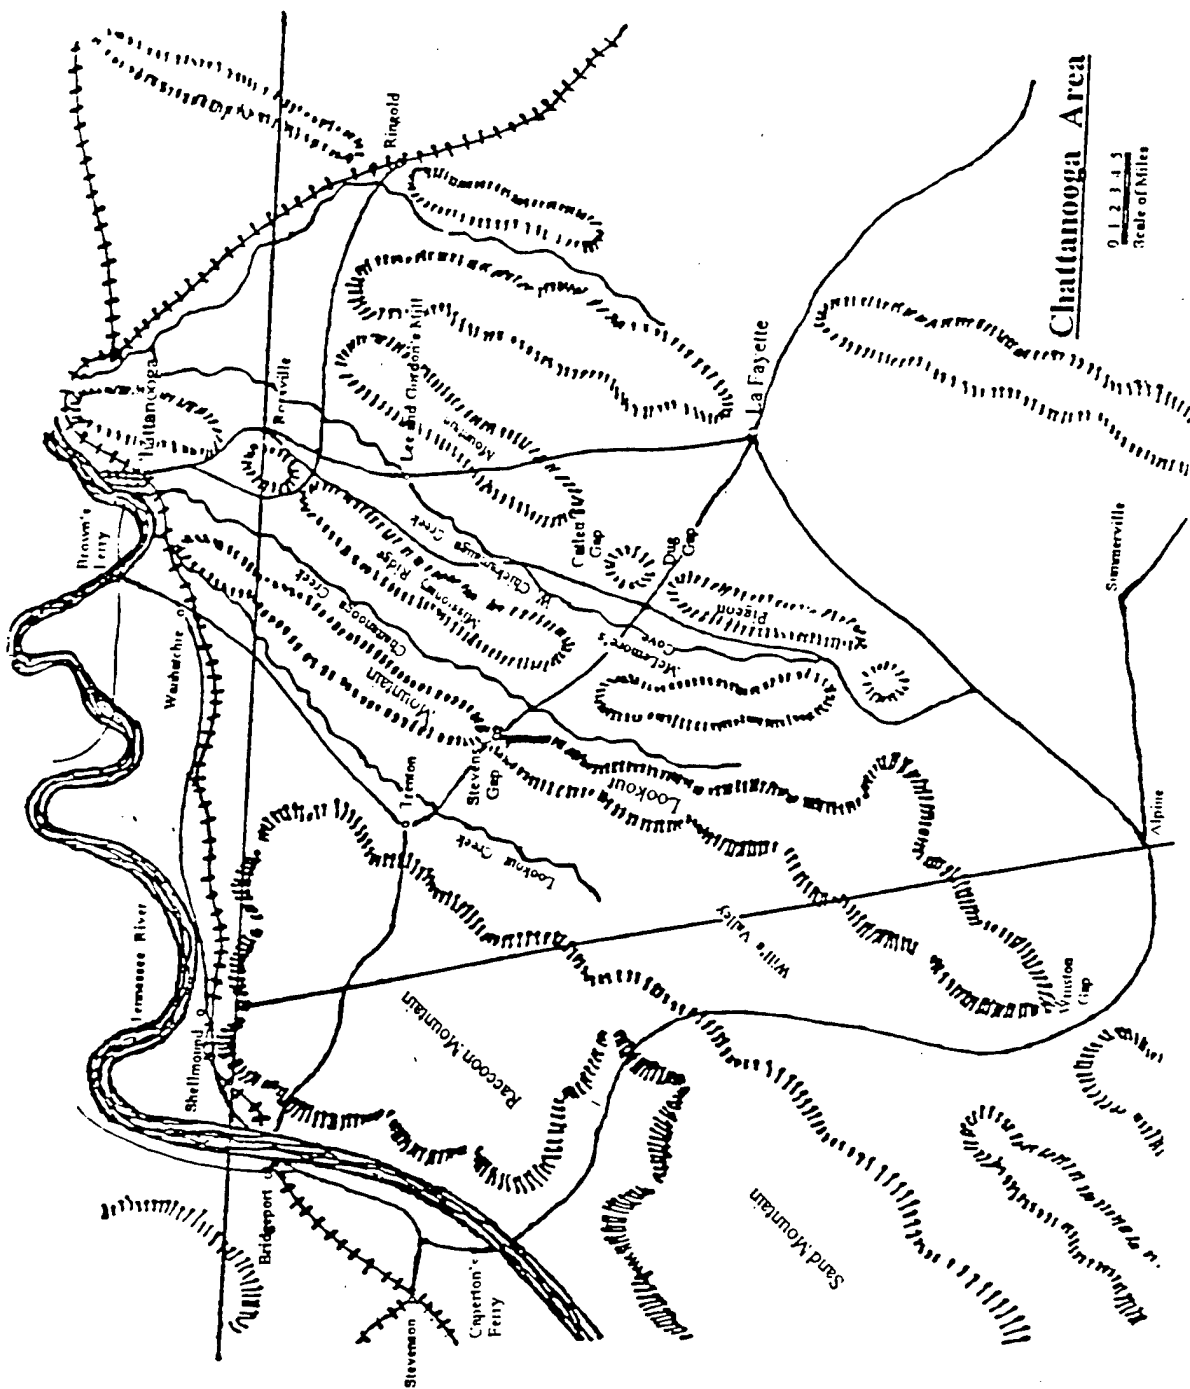 Chattanooga Area
0 1 2 3 4 5
Scale of Miles
Ringold
Chattanooga
Rossville
Lee and Gordon's Mill
Mountain
La Fayette
Brown's
Ferry
Wauhatchie
Chattanooga Creek
Missionary Ridge
W. Chickamauga Creek
Catlett
Gap
Dug
Gap
Pigeon
McLemore's
Cove
Summerville
Mountain
Lookout
Stevens
Gap
Trenton
Lookout Creek
Alpine
Tennessee River
Shellmound
Raccoon Mountain
Will's Valley
Winston
Gap
Bridgeport
Stevenson
Caperton's
Ferry
Sand Mountain